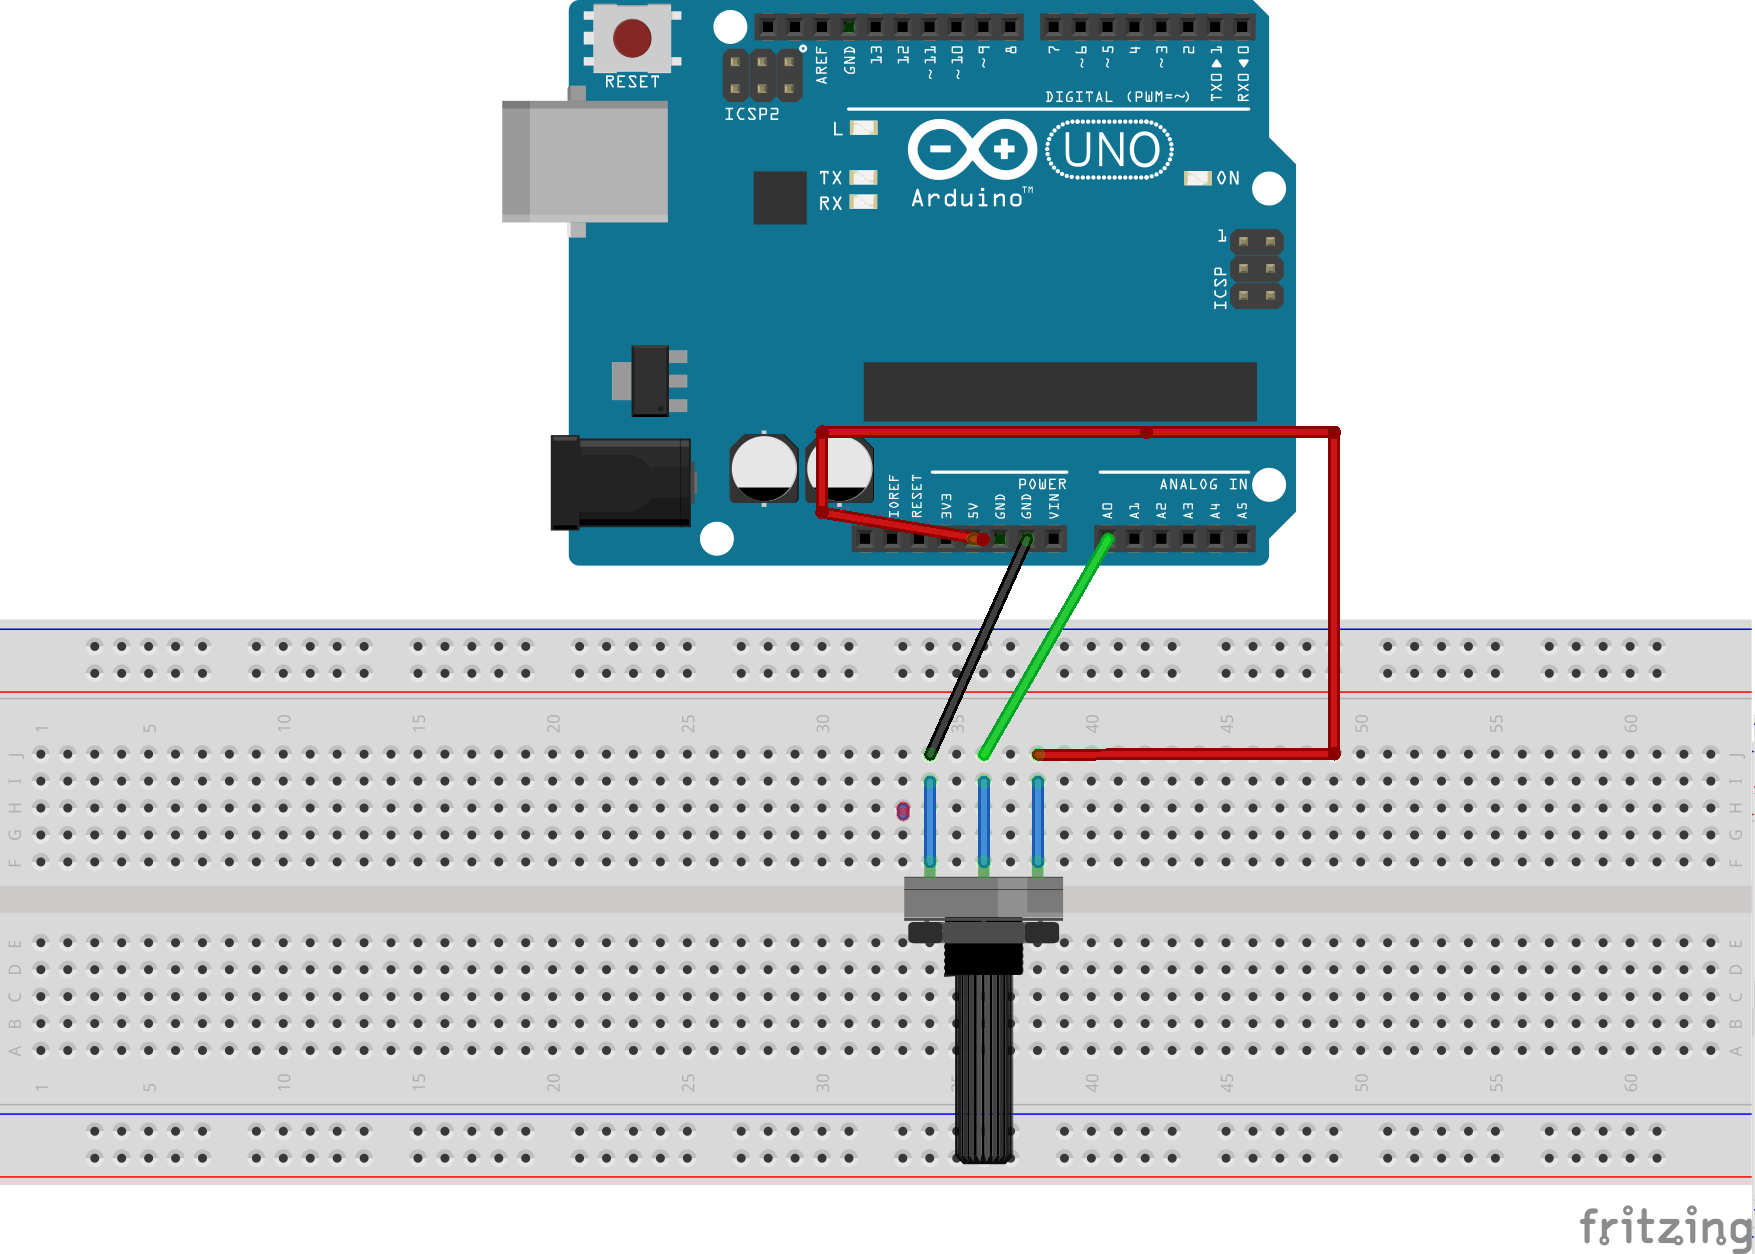 RESET
ICSP2
AREF
GND
13
12
~11
~10
~9
8
7
~6
~5
4
~3
2
TX0▶1
RX0◀0
DIGITAL (PWM=~)
L
TX
RX
Arduino™
UNO
ON
1
ICSP
IOREF
RESET
3V3
5V
GND
GND
VIN
POWER
A0
A1
A2
A3
A4
A5
ANALOG IN
1 5 10 15 20 25 30 35 40 45 50 55 60
J J
I I
H H
G G
F F
E E
D D
C C
B B
A A
1 5 10 15 20 25 30 40 45 50 55 60
fritzing